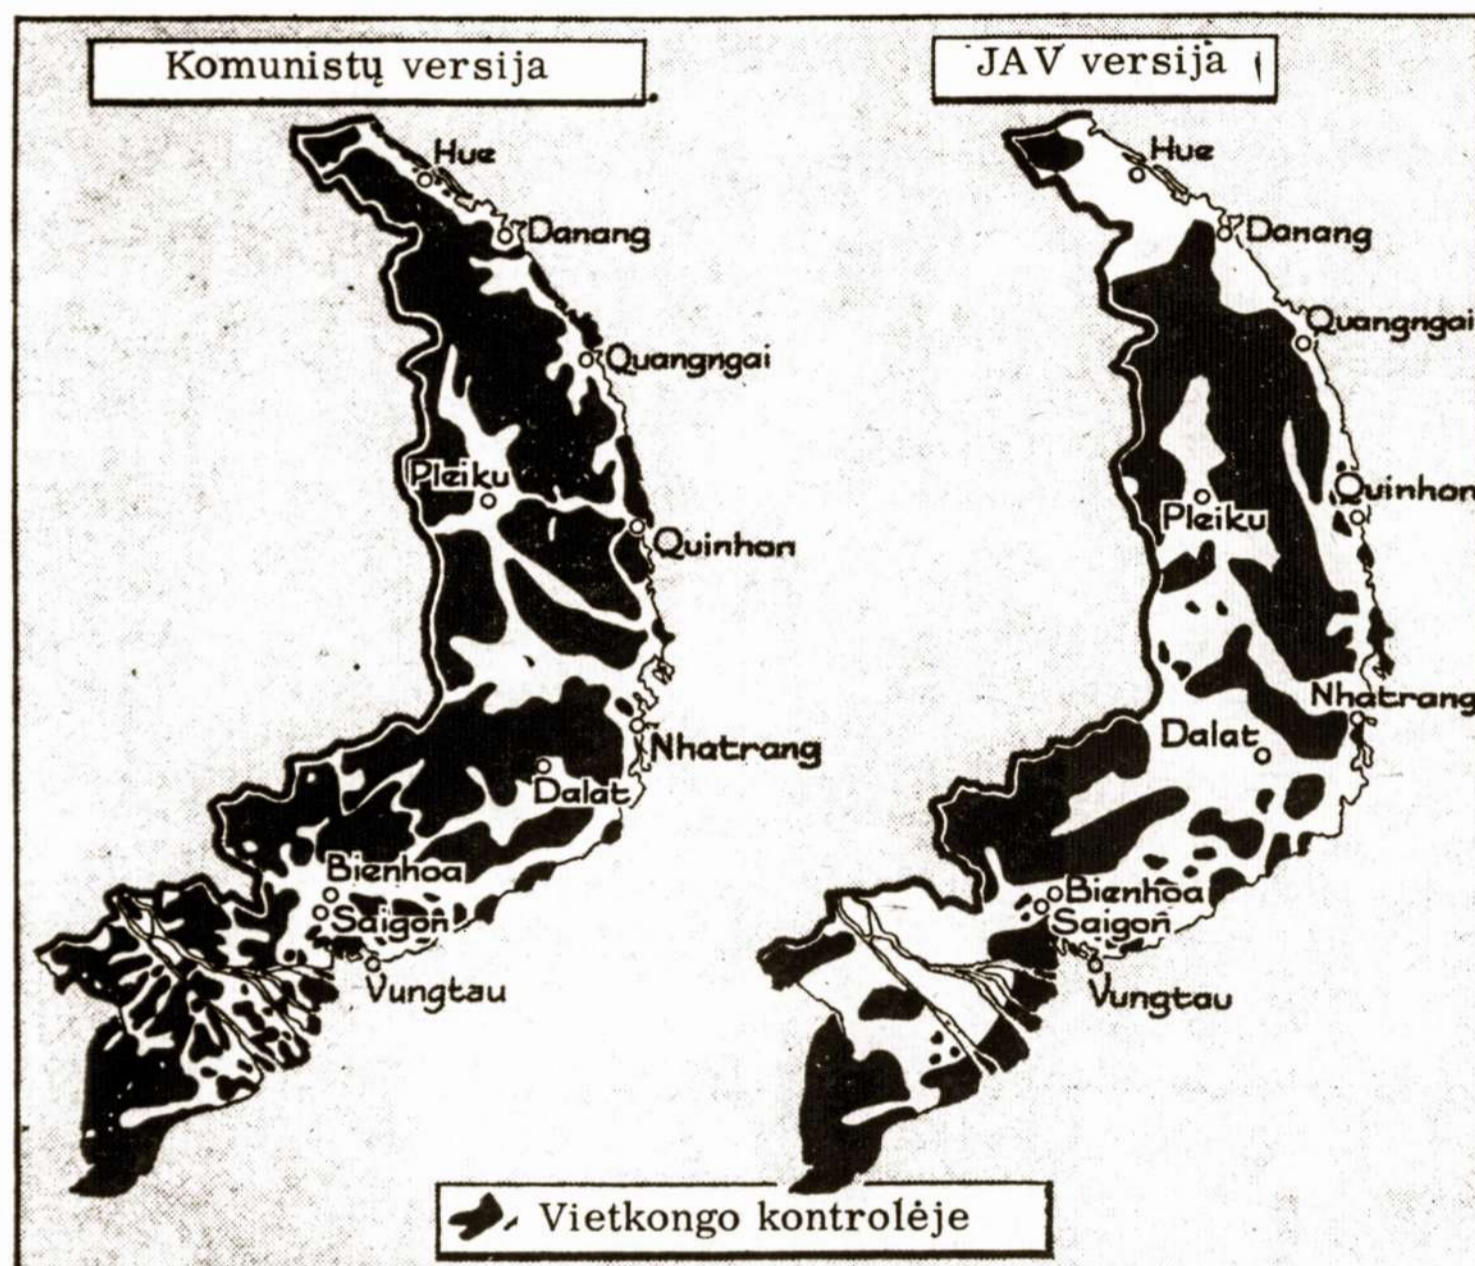 Komunistų versija
JAV versija
Hue
Danang
Quangngai
Pleiku
Quinhon
Nhatrang
Dalat
Bienhoa
Saigon
Vungtau
Hue
Danang
Quangngai
Quinhon
Pleiku
Nhatrang
Dalat
Bienhoa
Saigon
Vungtau
Vietkongo kontrolėje